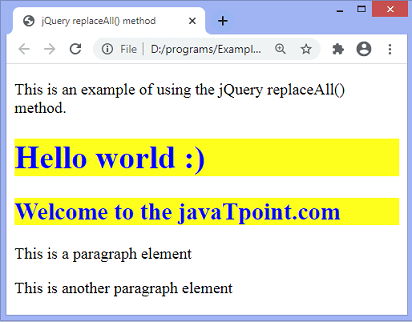 jQuery replaceAll() method
File | D:/programs/Exampl...
This is an example of using the jQuery replaceAll()
method.
Hello world :)
Welcome to the javaTpoint.com
This is a paragraph element
This is another paragraph element